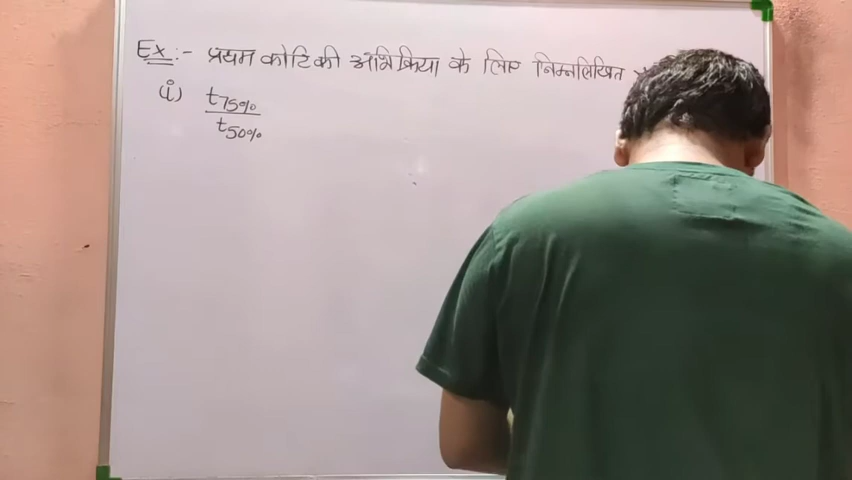 Ex:- प्रथम कोटि की अभिक्रिया के लिए निम्नलिखित
(i) t75%
t50%